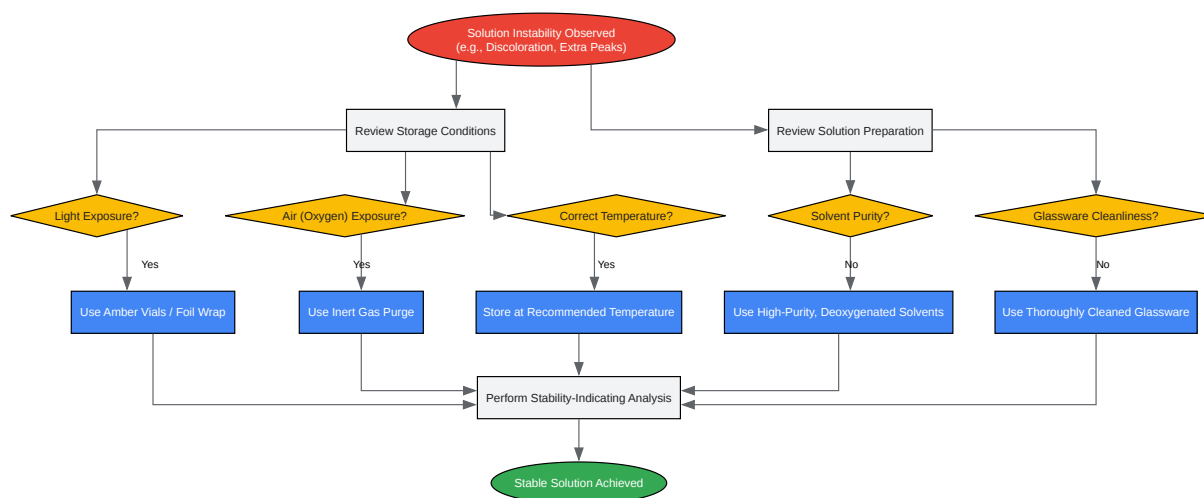 Solution Instability Observed
(e.g., Discoloration, Extra Peaks)
Review Storage Conditions
Review Solution Preparation
Light Exposure?
Air (Oxygen) Exposure?
Correct Temperature?
Solvent Purity?
Glassware Cleanliness?
Yes
Yes
Yes
No
No
Use Amber Vials / Foil Wrap
Use Inert Gas Purge
Store at Recommended Temperature
Use High-Purity, Deoxygenated Solvents
Use Thoroughly Cleaned Glassware
Perform Stability-Indicating Analysis
Stable Solution Achieved